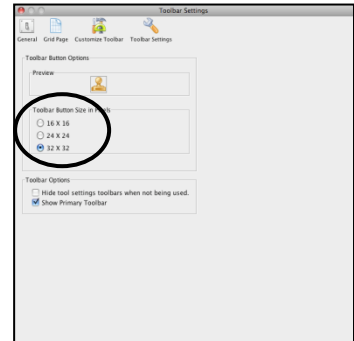 Toolbar Settings
General Grid Page Customize Toolbar Toolbar Settings
Toolbar Button Options
Preview
Toolbar Button Size in Pixels
16 X 16
24 X 24
32 X 32
Toolbar Options
Hide tool settings toolbars when not being used.
Show Primary Toolbar